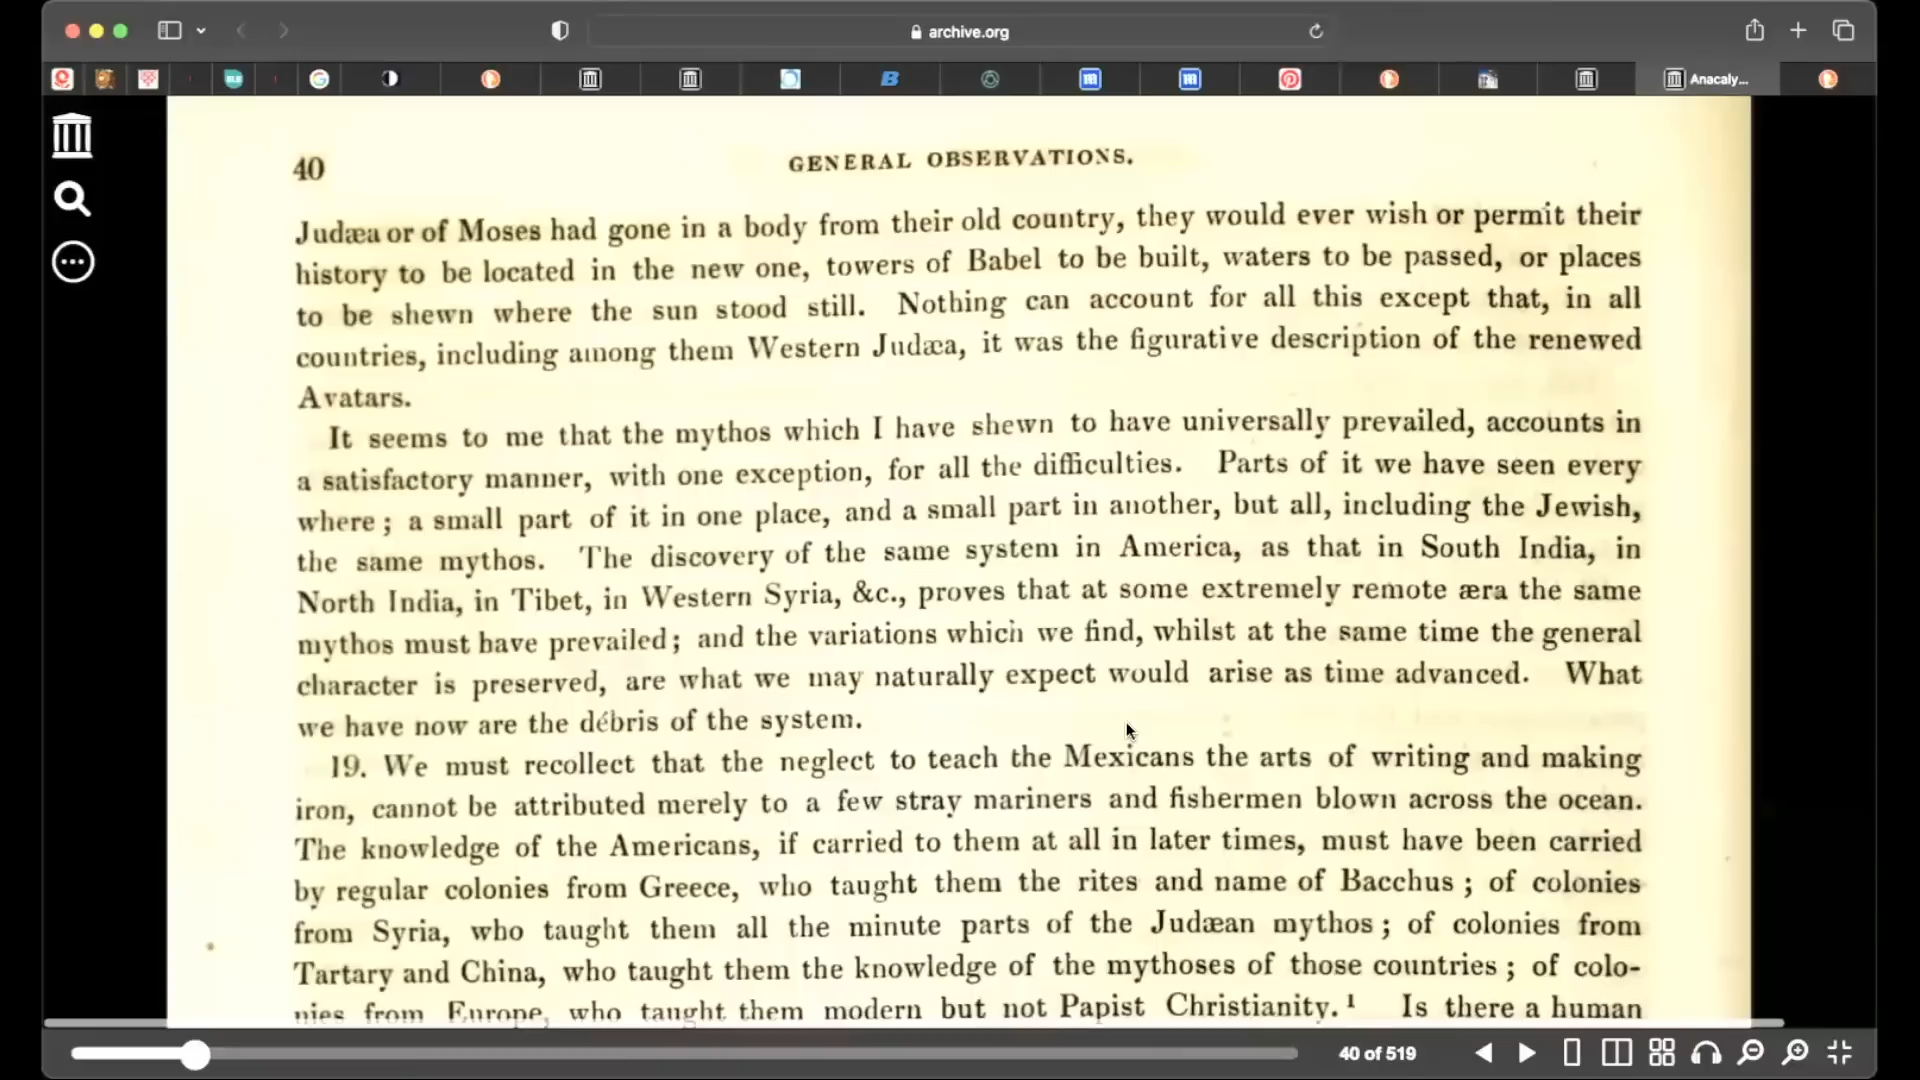 archive.org
BLB
Anacaly...
40
GENERAL OBSERVATIONS.
Judæa or of Moses had gone in a body from their old country, they would ever wish or permit their
history to be located in the new one, towers of Babel to be built, waters to be passed, or places
to be shewn where the sun stood still. Nothing can account for all this except that, in all
countries, including among them Western Judæa, it was the figurative description of the renewed
Avatars.
It seems to me that the mythos which I have shewn to have universally prevailed, accounts in
a satisfactory manner, with one exception, for all the difficulties. Parts of it we have seen every
where ; a small part of it in one place, and a small part in another, but all, including the Jewish,
the same mythos. The discovery of the same system in America, as that in South India, in
North India, in Tibet, in Western Syria, &c., proves that at some extremely remote æra the same
mythos must have prevailed ; and the variations which we find, whilst at the same time the general
character is preserved, are what we may naturally expect would arise as time advanced. What
we have now are the débris of the system.
19. We must recollect that the neglect to teach the Mexicans the arts of writing and making
iron, cannot be attributed merely to a few stray mariners and fishermen blown across the ocean.
The knowledge of the Americans, if carried to them at all in later times, must have been carried
by regular colonies from Greece, who taught them the rites and name of Bacchus ; of colonies
from Syria, who taught them all the minute parts of the Judæan mythos ; of colonies from
Tartary and China, who taught them the knowledge of the mythoses of those countries ; of colo-
nies from Europe, who taught them modern but not Papist Christianity.¹ Is there a human
40 of 519